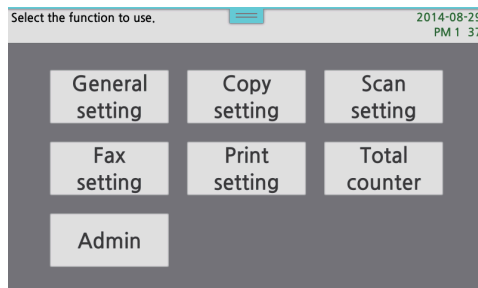 Select the function to use.
2014-08-29
PM 1 37
General setting
Copy setting
Scan setting
Fax setting
Print setting
Total counter
Admin